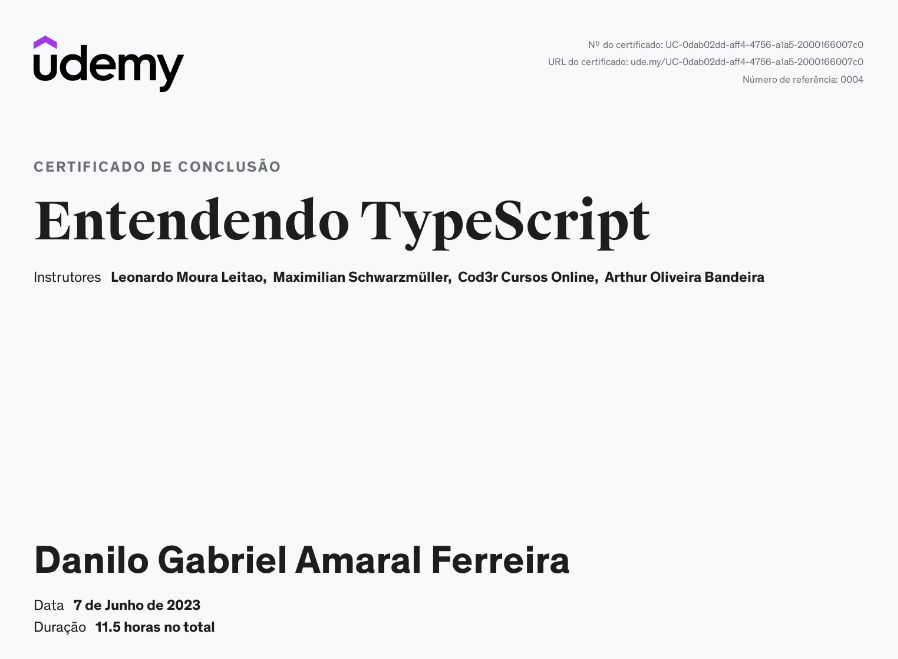 udemy
Nº do certificado: UC-0dab02dd-aff4-4756-a1a5-2000166007c0
URL do certificado: ude.my/UC-0dab02dd-aff4-4756-a1a5-2000166007c0
Número de referência: 0004
CERTIFICADO DE CONCLUSÃO
Entendendo TypeScript
Instrutores Leonardo Moura Leitao, Maximilian Schwarzmüller, Cod3r Cursos Online, Arthur Oliveira Bandeira
Danilo Gabriel Amaral Ferreira
Data 7 de Junho de 2023
Duração 11.5 horas no total